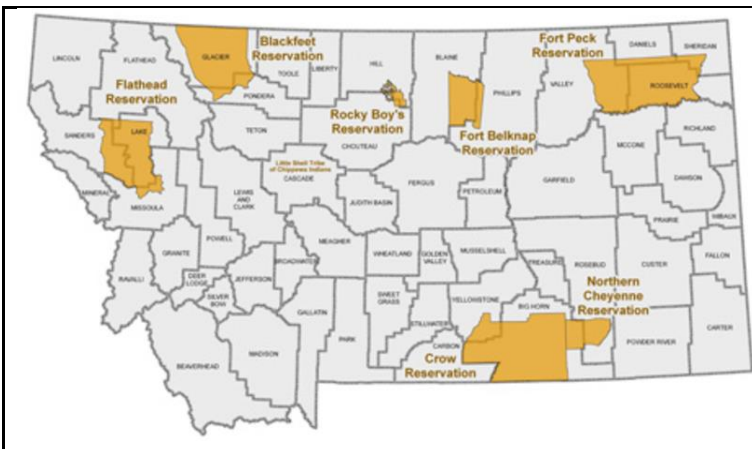 LINCOLN
FLATHEAD
GLACIER
Blackfeet
Reservation
TOOLE
LIBERTY
HILL
BLAINE
Fort Peck
Reservation
DANIELS
SHERIDAN
PONDERA
PHILLIPS
VALLEY
ROOSEVELT
Flathead
Reservation
Rocky Boy's
Reservation
Fort Belknap
Reservation
SANDERS
LAKE
TETON
CHOUTEAU
RICHLAND
MCCONE
Little Shell Tribe
of Chippewa Indians
CASCADE
MINERAL
MISSOULA
LEWIS
AND
CLARK
FERGUS
PETROLEUM
GARFIELD
DAWSON
JUDITH BASIN
PRAIRIE
WIBAUX
POWELL
GRANITE
MEAGHER
WHEATLAND
GOLDEN
VALLEY
MUSSELSHELL
TREASURE
ROSEBUD
CUSTER
FALLON
RAVALLI
DEER
LODGE
JEFFERSON
BROADWATER
SILVER
BOW
GALLATIN
PARK
SWEET
GRASS
STILLWATER
YELLOWSTONE
BIG HORN
Northern
Cheyenne
Reservation
CARBON
Crow
Reservation
POWDER RIVER
CARTER
BEAVERHEAD
MADISON